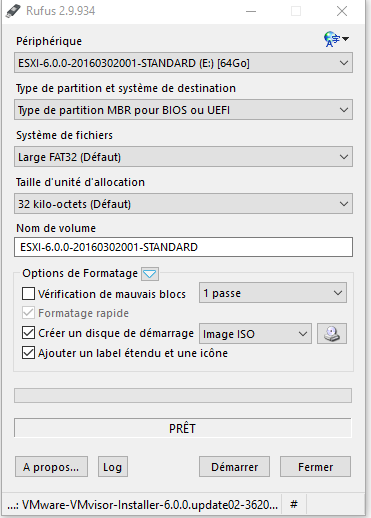 Rufus 2.9.934
Périphérique
ESXI-6.0.0-20160302001-STANDARD (E:) [64Go]
Type de partition et système de destination
Type de partition MBR pour BIOS ou UEFI
Système de fichiers
Large FAT32 (Défaut)
Taille d'unité d'allocation
32 kilo-octets (Défaut)
Nom de volume
ESXI-6.0.0-20160302001-STANDARD
Options de Formatage
Vérification de mauvais blocs 1 passe
Formatage rapide
Créer un disque de démarrage Image ISO
Ajouter un label étendu et une icône
PRÊT
A propos... Log Démarrer Fermer
...: VMware-VMvisor-Installer-6.0.0.update02-3620... #